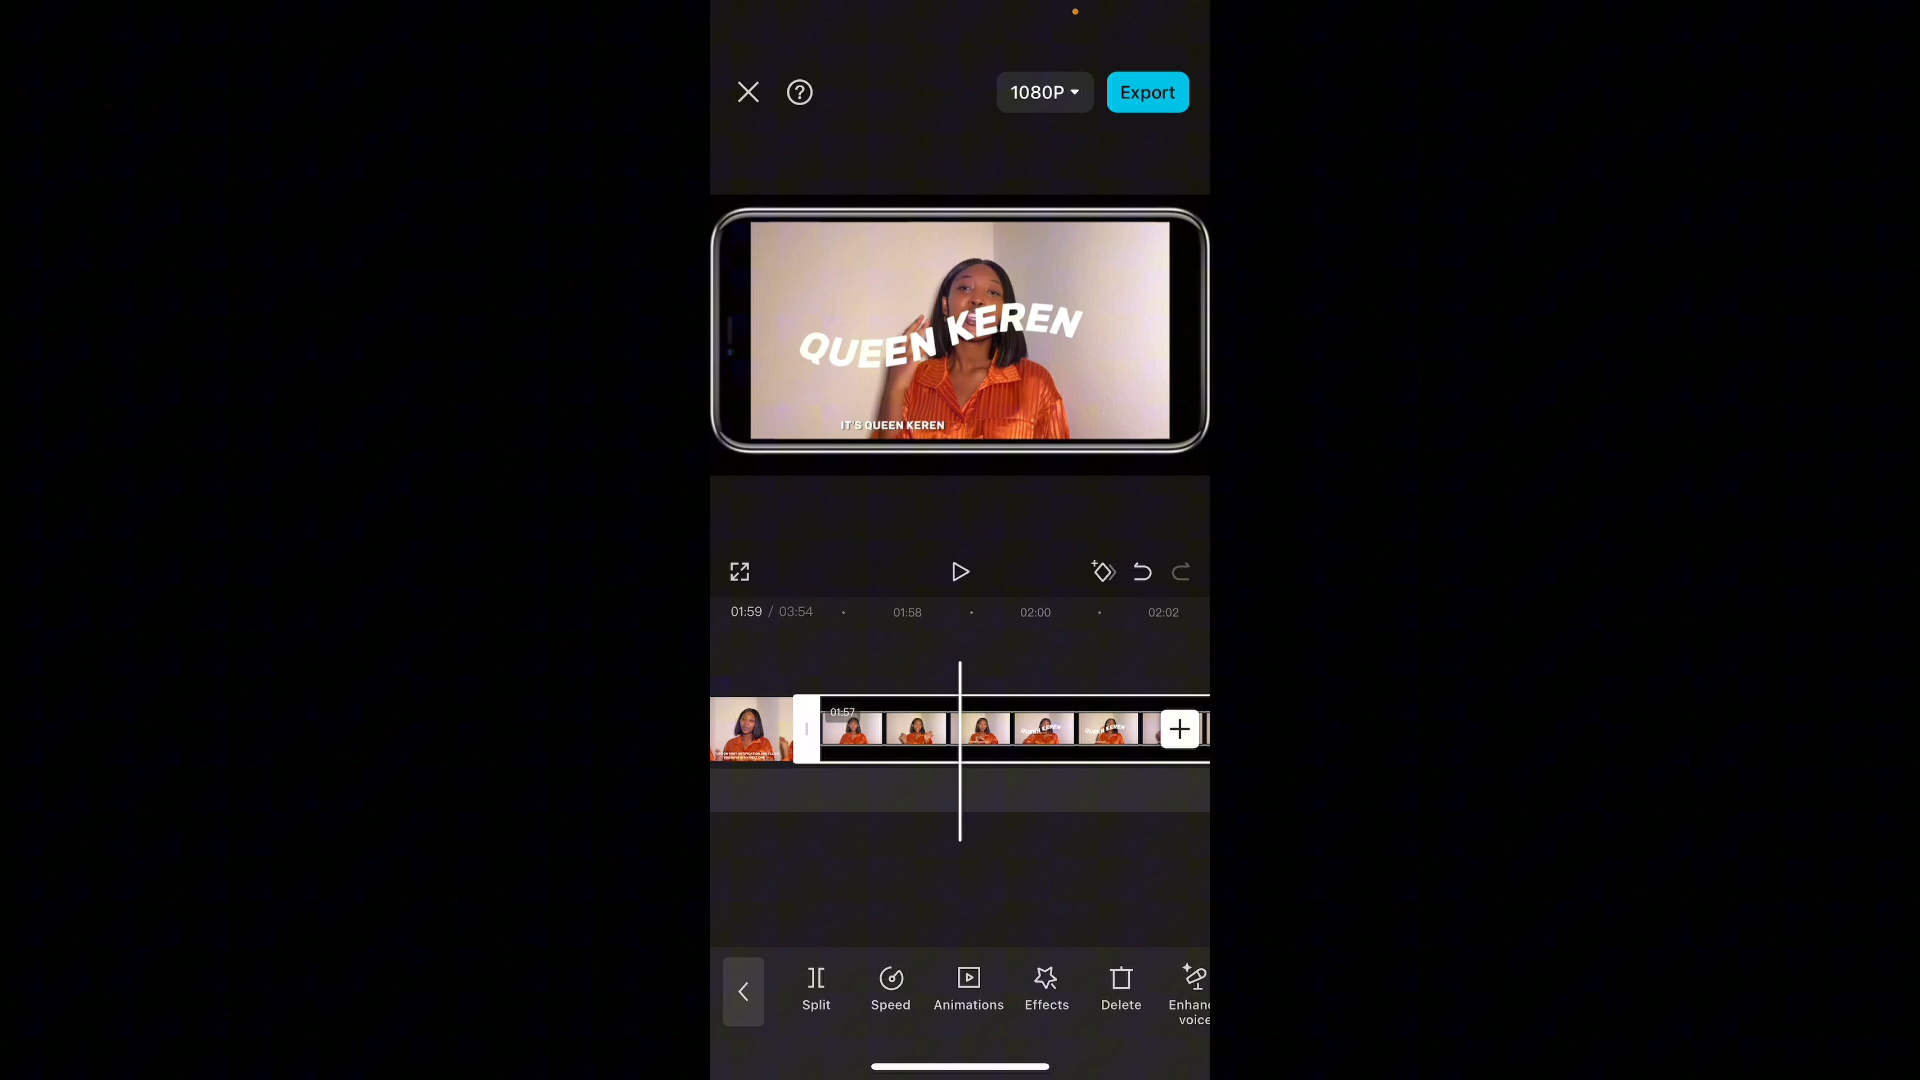 1080P
Export
QUEEN KEREN
IT'S QUEEN KEREN
01:59 / 03:54
01:58
02:00
02:02
01:57
Split
Speed
Animations
Effects
Delete
Enhanc
voice